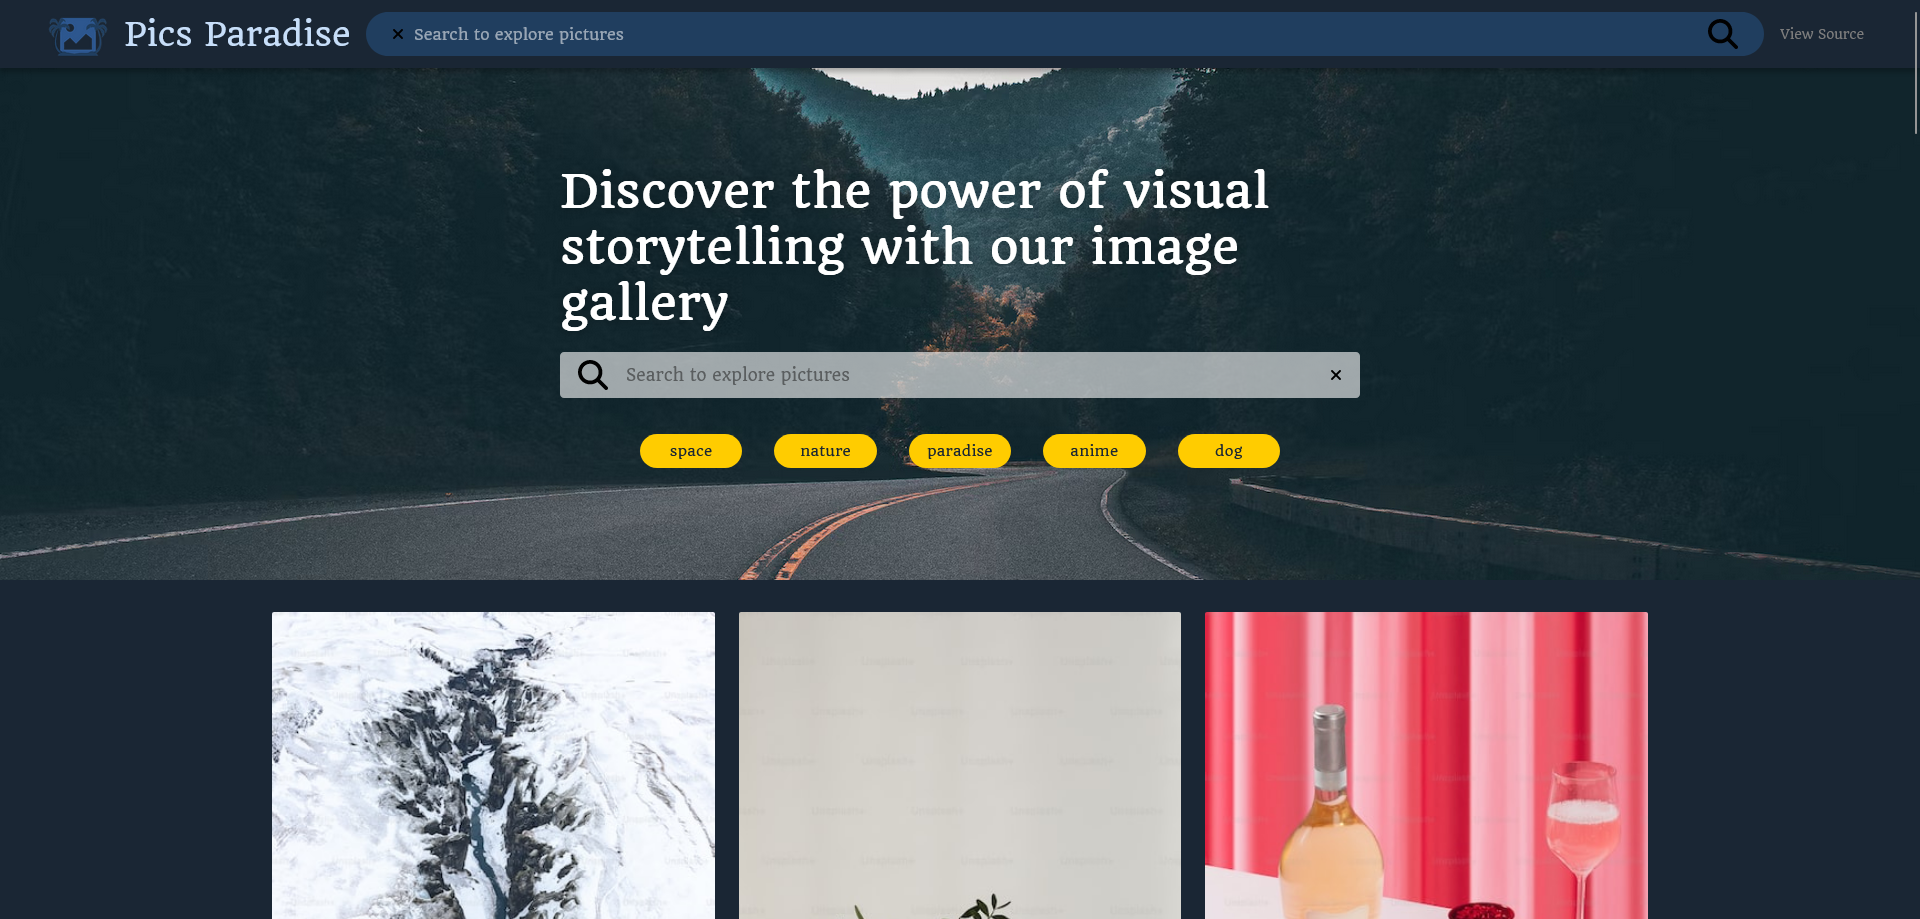 Pics Paradise
Search to explore pictures
View Source
Discover the power of visual
storytelling with our image
gallery
Search to explore pictures
space
nature
paradise
anime
dog